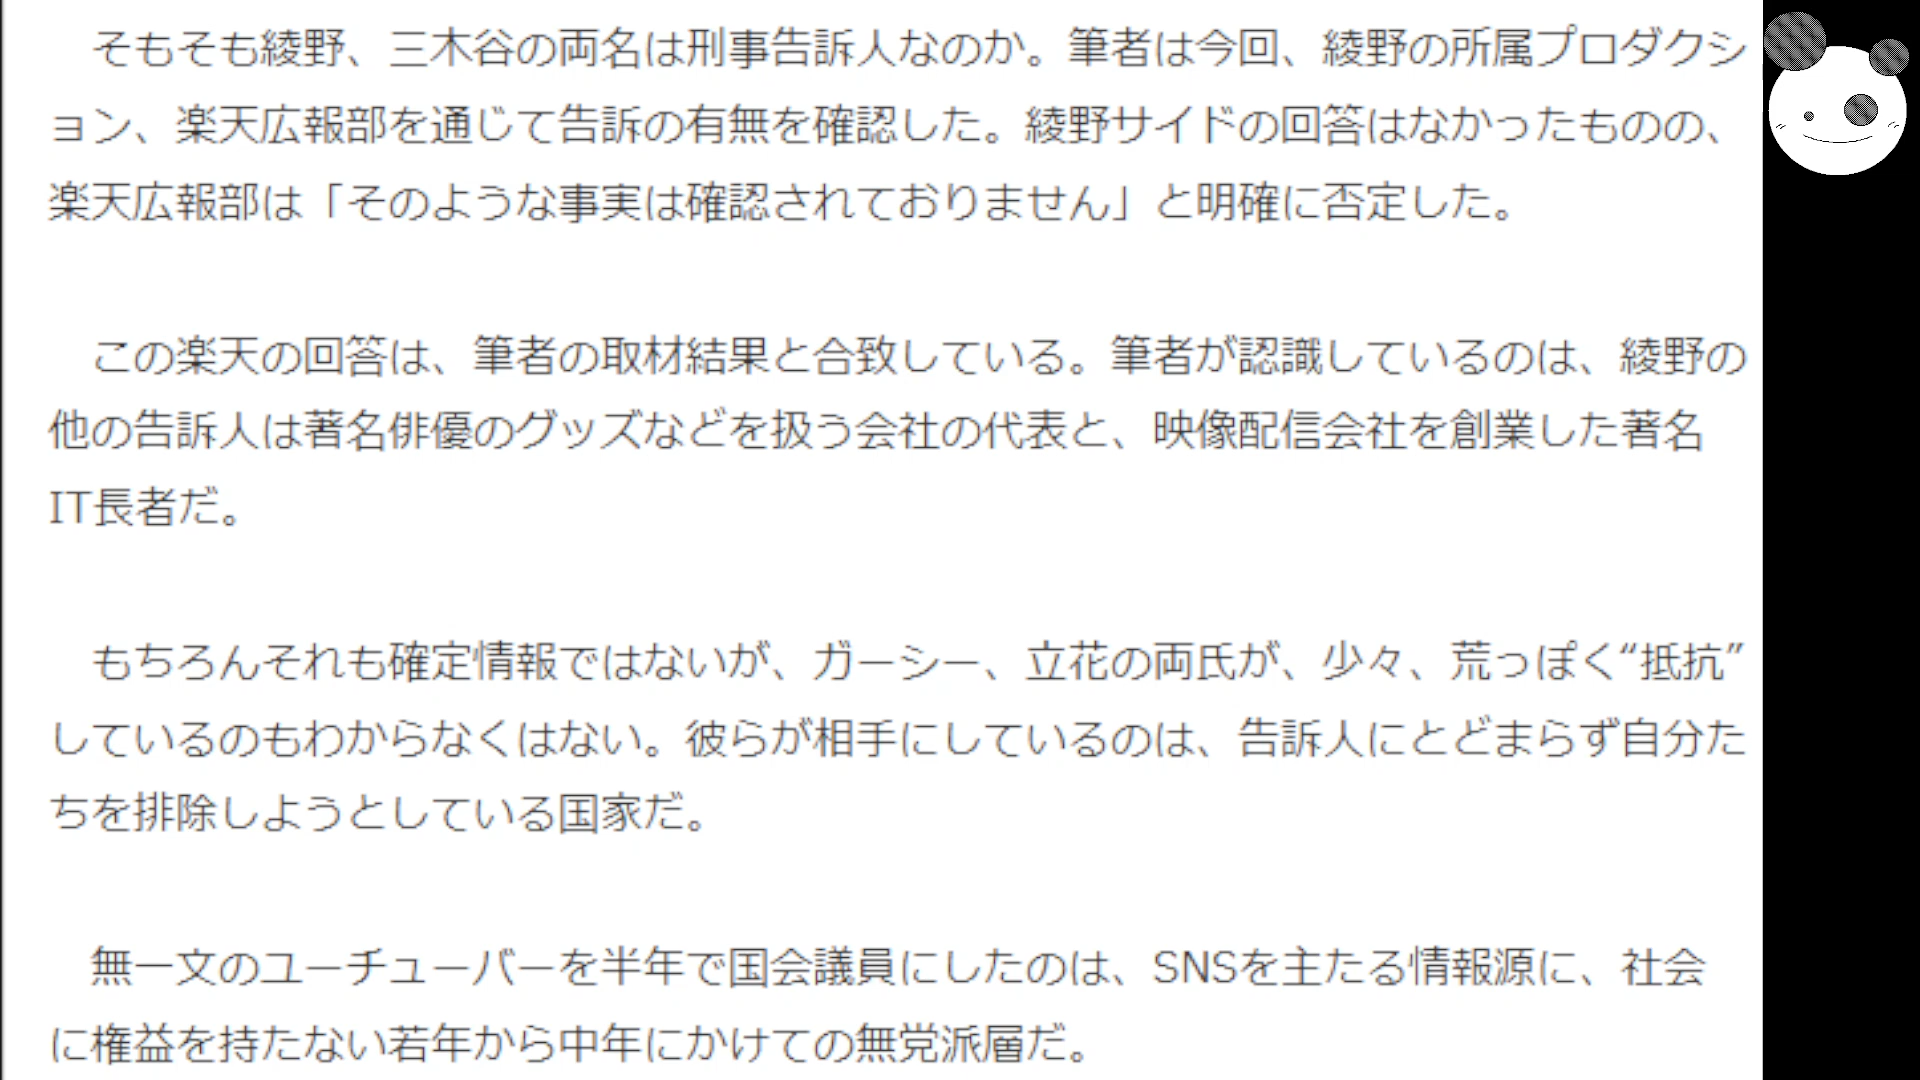 そもそも綾野、三木谷の両名は刑事告訴人なのか。筆者は今回、綾野の所属プロダクシ
ョン、楽天広報部を通じて告訴の有無を確認した。綾野サイドの回答はなかったものの、
楽天広報部は「そのような事実は確認されておりません」と明確に否定した。
この楽天の回答は、筆者の取材結果と合致している。筆者が認識しているのは、綾野の
他の告訴人は著名俳優のグッズなどを扱う会社の代表と、映像配信会社を創業した著名
IT長者だ。
もちろんそれも確定情報ではないが、ガーシー、立花の両氏が、少々、荒っぽく“抵抗”
しているのもわからなくはない。彼らが相手にしているのは、告訴人にとどまらず自分た
ちを排除しようとしている国家だ。
無一文のユーチューバーを半年で国会議員にしたのは、SNSを主たる情報源に、社会
に権益を持たない若年から中年にかけての無党派層だ。